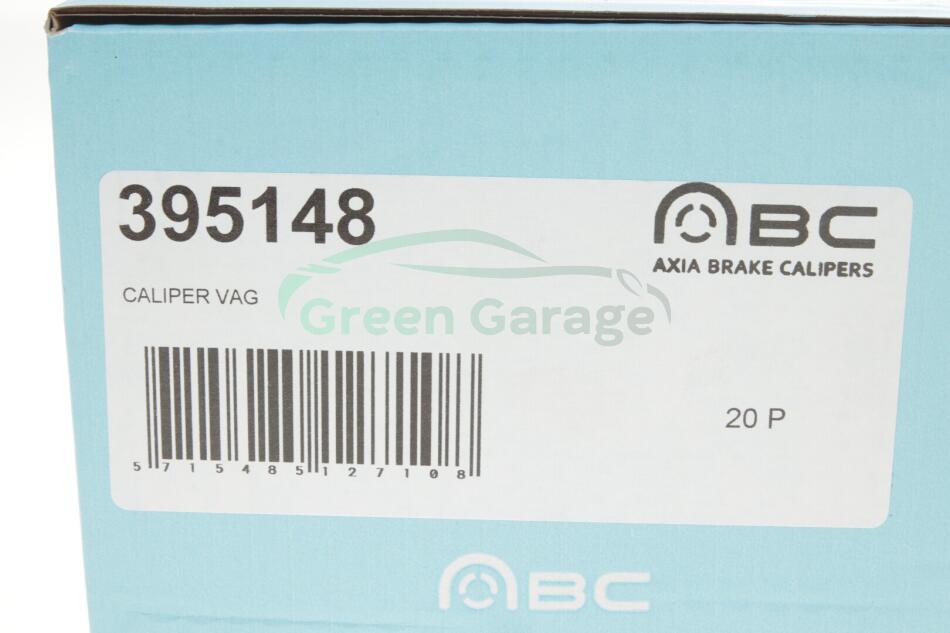 395148
ABC
AXIA BRAKE CALIPERS
CALIPER VAG
Green Garage
20 P
5 715485 127108
ABC